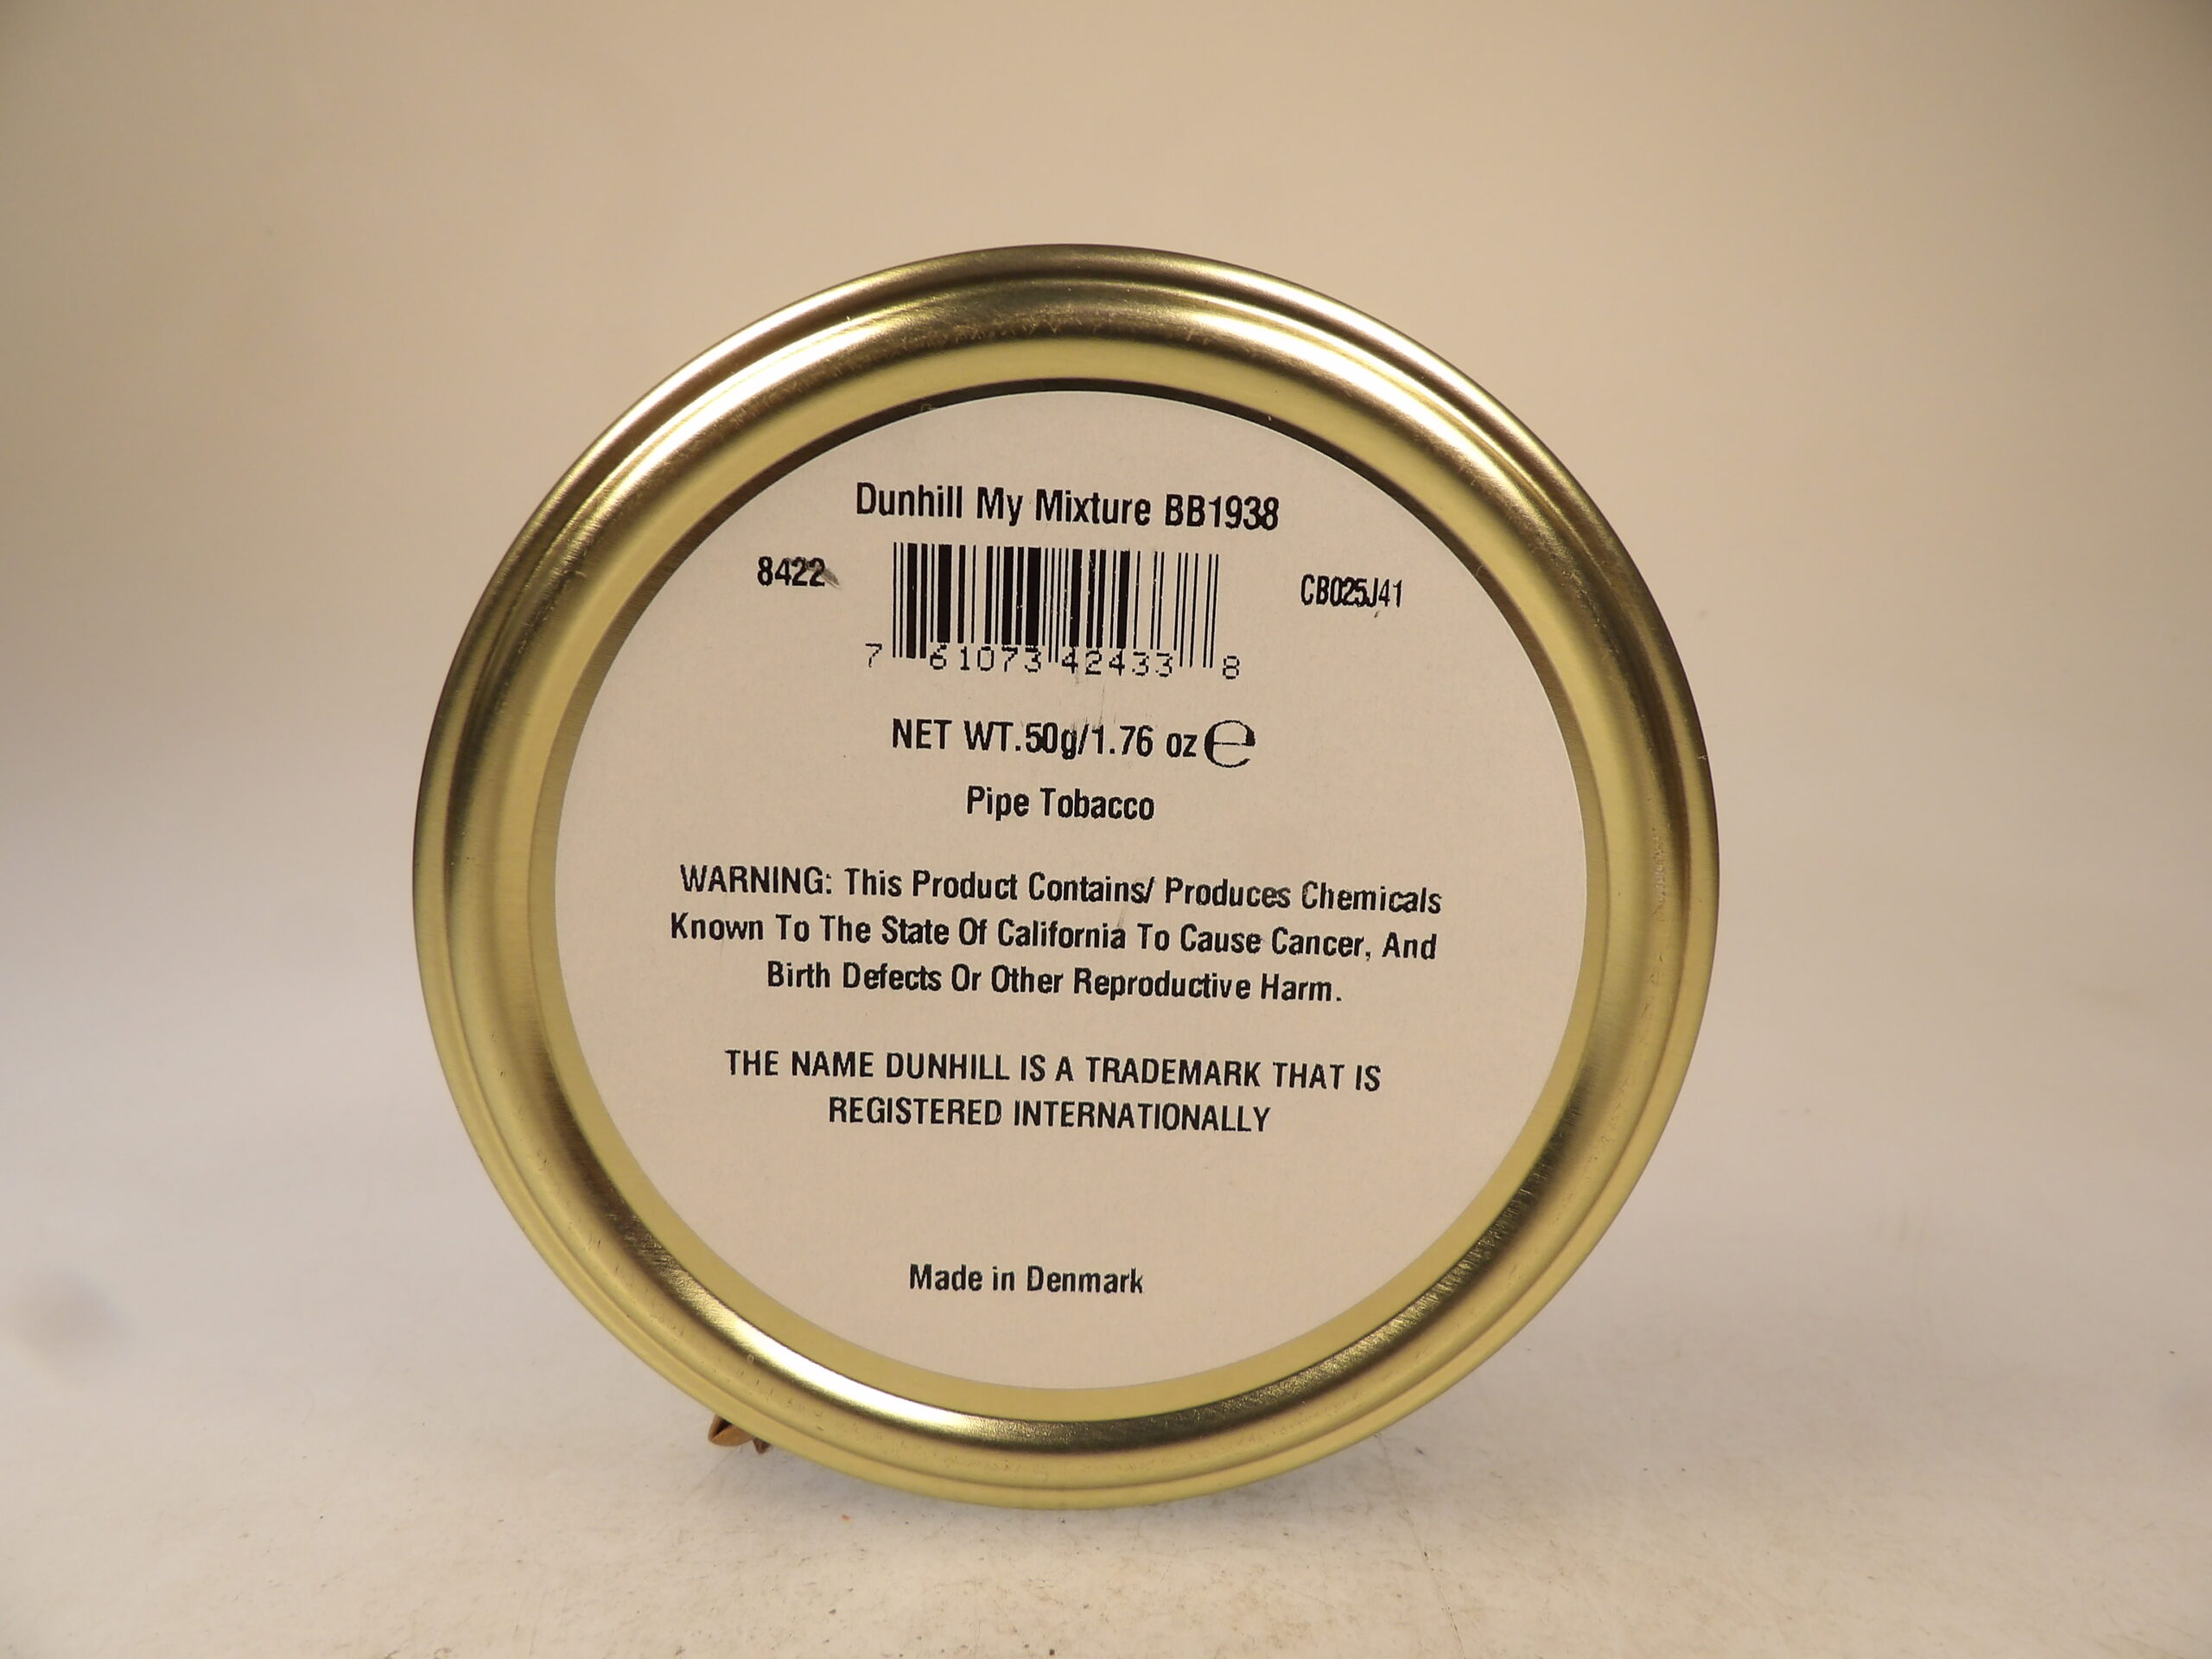 Dunhill My Mixture BB1938
8422
CB025J41
7 61073 42433 8
NET WT.50g/1.76 oz ℮
Pipe Tobacco
WARNING: This Product Contains/ Produces Chemicals
Known To The State Of California To Cause Cancer, And
Birth Defects Or Other Reproductive Harm.
THE NAME DUNHILL IS A TRADEMARK THAT IS
REGISTERED INTERNATIONALLY
Made in Denmark